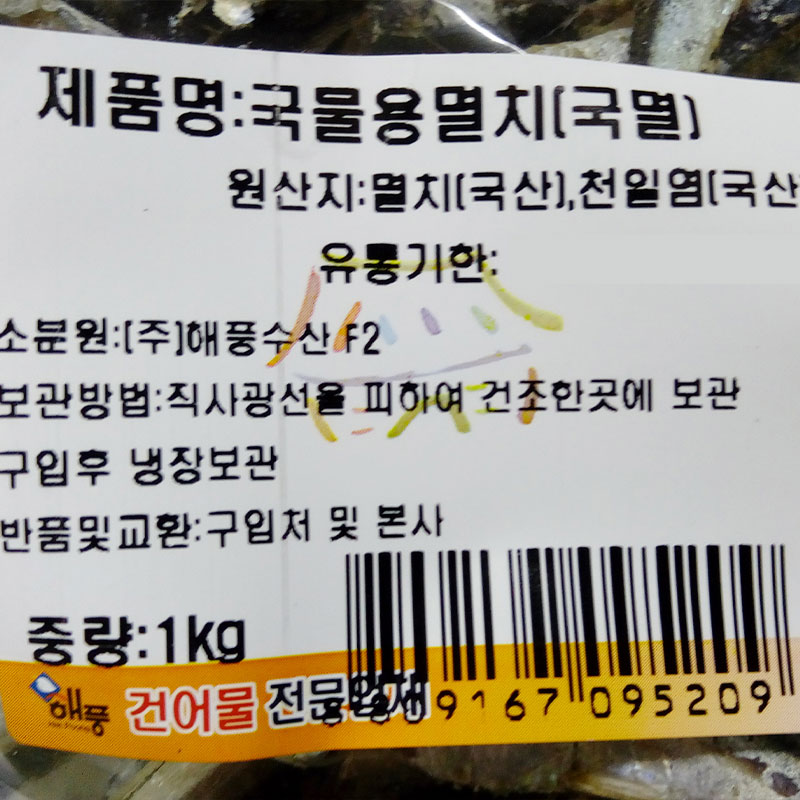 제품명:국물용멸치(국멸)
원산지:멸치(국산),천일염(국산
유통기한:
소분원:(주)해풍수산 F2
보관방법:직사광선을 피하여 건조한곳에 보관
구입후 냉장보관
반품및교환:구입처 및 본사
중량:1kg
해풍 건어물 전문업체
9167 095209